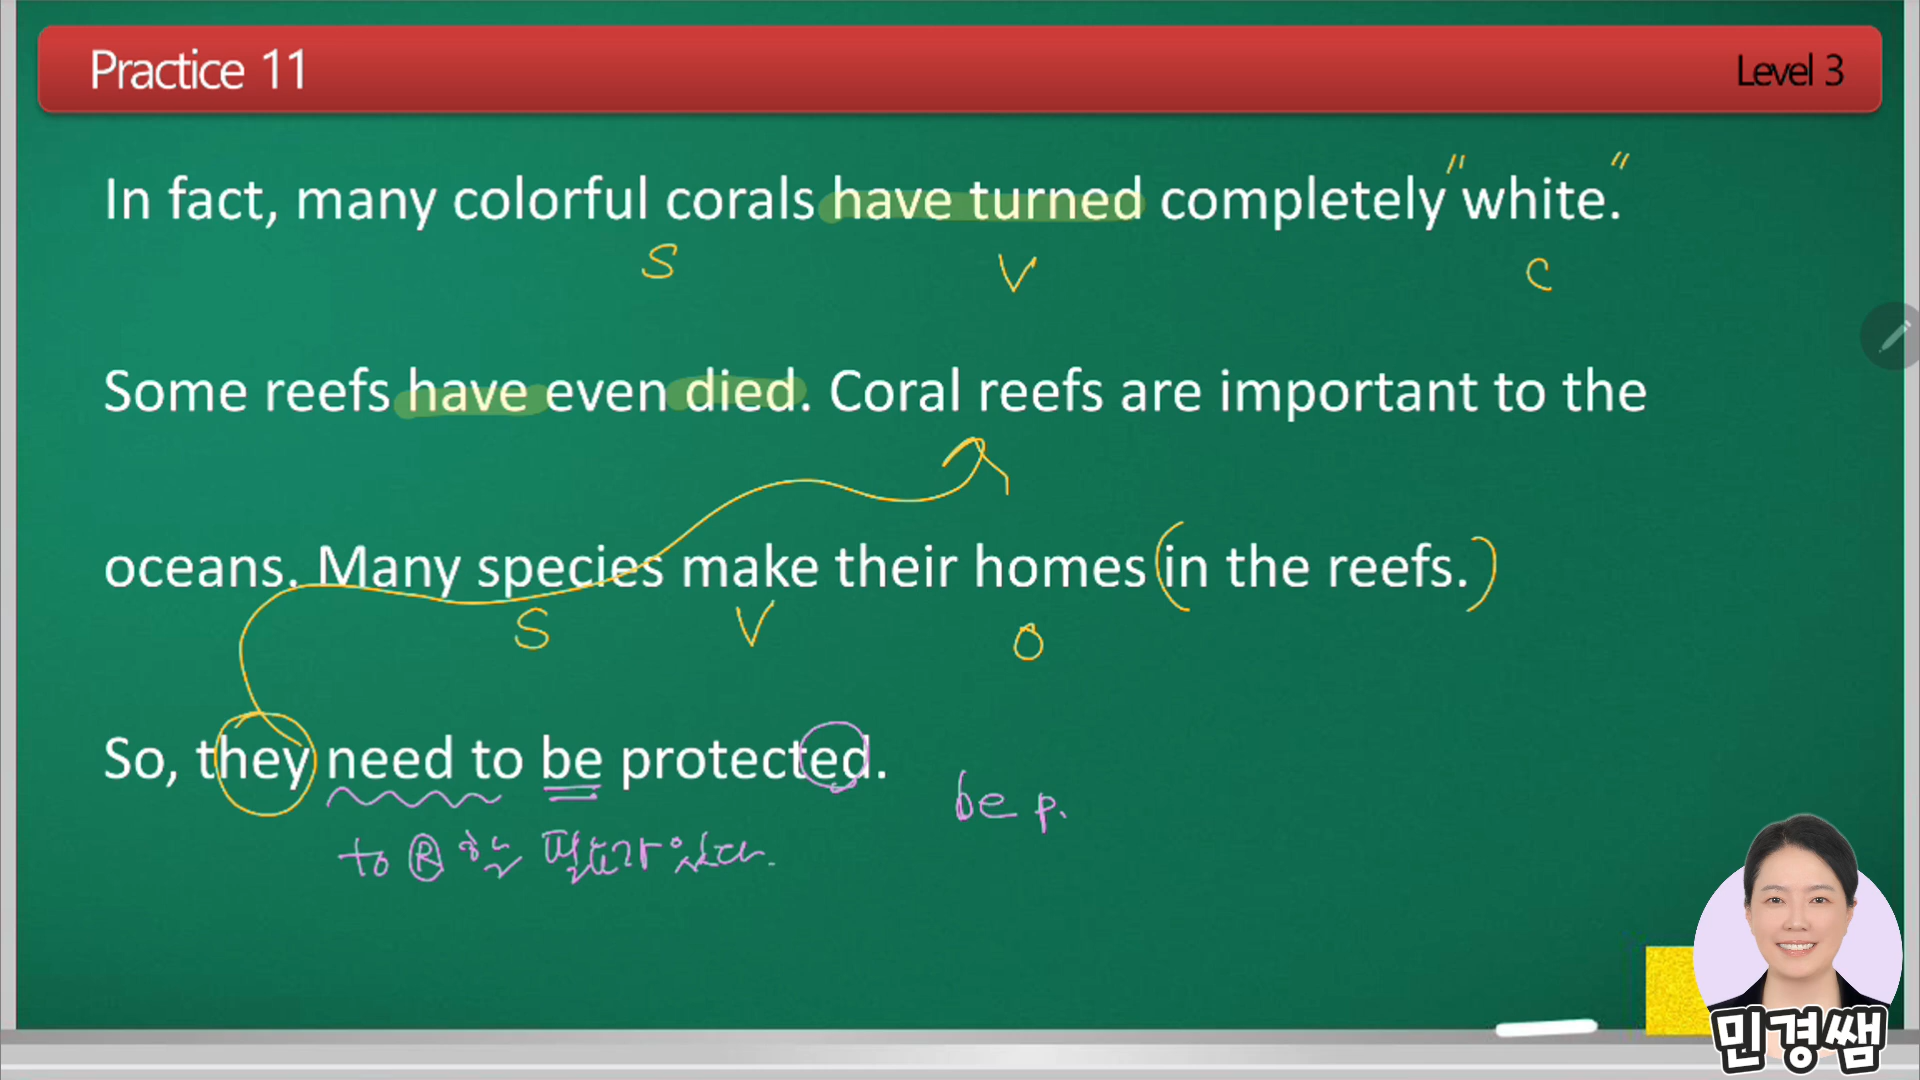 Practice 11
Level 3
In fact, many colorful corals have turned completely "white."
S V C
Some reefs have even died. Coral reefs are important to the
oceans. Many species make their homes (in the reefs.)
S V O
So, they need to be protected.
be p.
to Ⓡ할 필요가 있다.
민경쌤